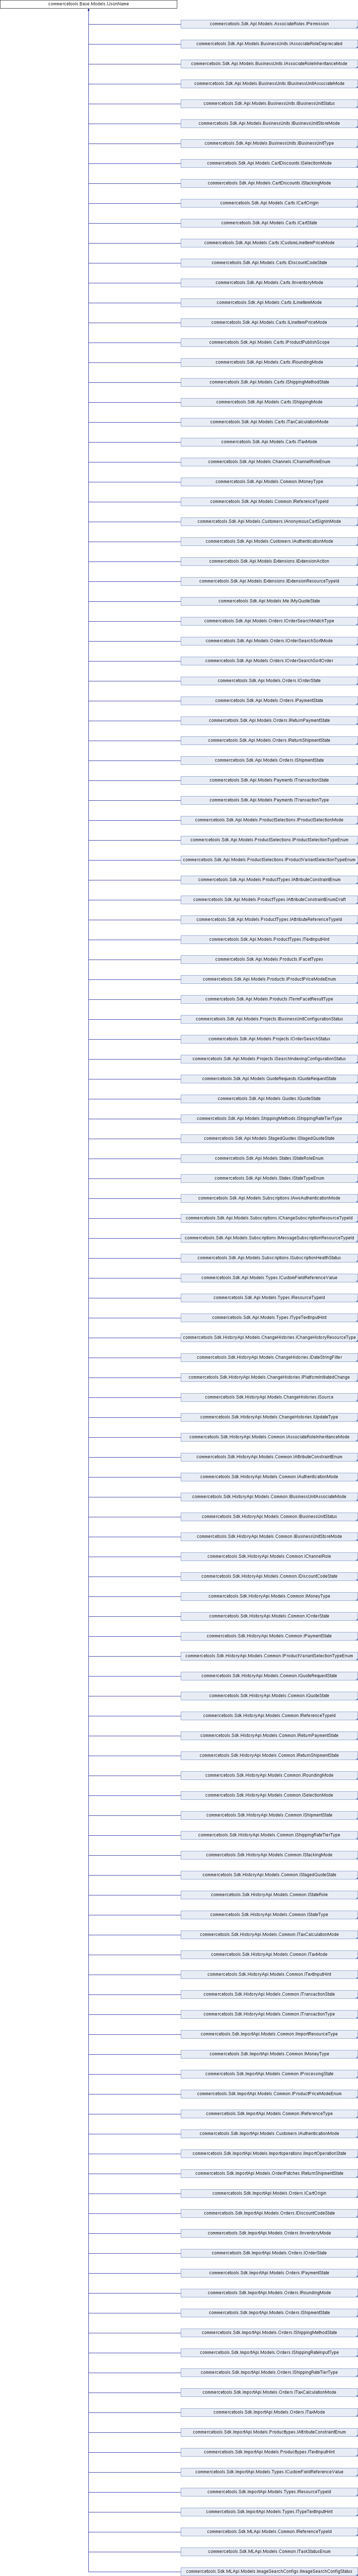 commercetools.Base.Models.IJsonName
commercetools.Sdk.Api.Models.AssociateRoles.IPermission
commercetools.Sdk.Api.Models.BusinessUnits.IAssociateRoleDeprecated
commercetools.Sdk.Api.Models.BusinessUnits.IAssociateRoleInheritanceMode
commercetools.Sdk.Api.Models.BusinessUnits.IBusinessUnitAssociateMode
commercetools.Sdk.Api.Models.BusinessUnits.IBusinessUnitStatus
commercetools.Sdk.Api.Models.BusinessUnits.IBusinessUnitStoreMode
commercetools.Sdk.Api.Models.BusinessUnits.IBusinessUnitType
commercetools.Sdk.Api.Models.CartDiscounts.ISelectionMode
commercetools.Sdk.Api.Models.CartDiscounts.IStackingMode
commercetools.Sdk.Api.Models.Carts.ICartOrigin
commercetools.Sdk.Api.Models.Carts.ICartState
commercetools.Sdk.Api.Models.Carts.ICustomLineItemPriceMode
commercetools.Sdk.Api.Models.Carts.IDiscountCodeState
commercetools.Sdk.Api.Models.Carts.IInventoryMode
commercetools.Sdk.Api.Models.Carts.ILineItemMode
commercetools.Sdk.Api.Models.Carts.ILineItemPriceMode
commercetools.Sdk.Api.Models.Carts.IProductPublishScope
commercetools.Sdk.Api.Models.Carts.IRoundingMode
commercetools.Sdk.Api.Models.Carts.IShippingMethodState
commercetools.Sdk.Api.Models.Carts.IShippingMode
commercetools.Sdk.Api.Models.Carts.ITaxCalculationMode
commercetools.Sdk.Api.Models.Carts.ITaxMode
commercetools.Sdk.Api.Models.Channels.IChannelRoleEnum
commercetools.Sdk.Api.Models.Common.IMoneyType
commercetools.Sdk.Api.Models.Common.IReferenceTypeId
commercetools.Sdk.Api.Models.Customers.IAnonymousCartSignInMode
commercetools.Sdk.Api.Models.Customers.IAuthenticationMode
commercetools.Sdk.Api.Models.Extensions.IExtensionAction
commercetools.Sdk.Api.Models.Extensions.IExtensionResourceTypeId
commercetools.Sdk.Api.Models.Me.IMyQuoteState
commercetools.Sdk.Api.Models.Orders.IOrderSearchMatchType
commercetools.Sdk.Api.Models.Orders.IOrderSearchSortMode
commercetools.Sdk.Api.Models.Orders.IOrderSearchSortOrder
commercetools.Sdk.Api.Models.Orders.IOrderState
commercetools.Sdk.Api.Models.Orders.IPaymentState
commercetools.Sdk.Api.Models.Orders.IReturnPaymentState
commercetools.Sdk.Api.Models.Orders.IReturnShipmentState
commercetools.Sdk.Api.Models.Orders.IShipmentState
commercetools.Sdk.Api.Models.Payments.ITransactionState
commercetools.Sdk.Api.Models.Payments.ITransactionType
commercetools.Sdk.Api.Models.ProductSelections.IProductSelectionMode
commercetools.Sdk.Api.Models.ProductSelections.IProductSelectionTypeEnum
commercetools.Sdk.Api.Models.ProductSelections.IProductVariantSelectionTypeEnum
commercetools.Sdk.Api.Models.ProductTypes.IAttributeConstraintEnum
commercetools.Sdk.Api.Models.ProductTypes.IAttributeConstraintEnumDraft
commercetools.Sdk.Api.Models.ProductTypes.IAttributeReferenceTypeId
commercetools.Sdk.Api.Models.ProductTypes.ITextInputHint
commercetools.Sdk.Api.Models.Products.IFacetTypes
commercetools.Sdk.Api.Models.Products.IProductPriceModeEnum
commercetools.Sdk.Api.Models.Products.ITermFacetResultType
commercetools.Sdk.Api.Models.Projects.IBusinessUnitConfigurationStatus
commercetools.Sdk.Api.Models.Projects.IOrderSearchStatus
commercetools.Sdk.Api.Models.Projects.ISearchIndexingConfigurationStatus
commercetools.Sdk.Api.Models.QuoteRequests.IQuoteRequestState
commercetools.Sdk.Api.Models.Quotes.IQuoteState
commercetools.Sdk.Api.Models.ShippingMethods.IShippingRateTierType
commercetools.Sdk.Api.Models.StagedQuotes.IStagedQuoteState
commercetools.Sdk.Api.Models.States.IStateRoleEnum
commercetools.Sdk.Api.Models.States.IStateTypeEnum
commercetools.Sdk.Api.Models.Subscriptions.IAwsAuthenticationMode
commercetools.Sdk.Api.Models.Subscriptions.IChangeSubscriptionResourceTypeId
commercetools.Sdk.Api.Models.Subscriptions.IMessageSubscriptionResourceTypeId
commercetools.Sdk.Api.Models.Subscriptions.ISubscriptionHealthStatus
commercetools.Sdk.Api.Models.Types.ICustomFieldReferenceValue
commercetools.Sdk.Api.Models.Types.IResourceTypeId
commercetools.Sdk.Api.Models.Types.ITypeTextInputHint
commercetools.Sdk.HistoryApi.Models.ChangeHistories.IChangeHistoryResourceType
commercetools.Sdk.HistoryApi.Models.ChangeHistories.IDateStringFilter
commercetools.Sdk.HistoryApi.Models.ChangeHistories.IPlatformInitiatedChange
commercetools.Sdk.HistoryApi.Models.ChangeHistories.ISource
commercetools.Sdk.HistoryApi.Models.ChangeHistories.IUpdateType
commercetools.Sdk.HistoryApi.Models.Common.IAssociateRoleInheritanceMode
commercetools.Sdk.HistoryApi.Models.Common.IAttributeConstraintEnum
commercetools.Sdk.HistoryApi.Models.Common.IAuthenticationMode
commercetools.Sdk.HistoryApi.Models.Common.IBusinessUnitAssociateMode
commercetools.Sdk.HistoryApi.Models.Common.IBusinessUnitStatus
commercetools.Sdk.HistoryApi.Models.Common.IBusinessUnitStoreMode
commercetools.Sdk.HistoryApi.Models.Common.IChannelRole
commercetools.Sdk.HistoryApi.Models.Common.IDiscountCodeState
commercetools.Sdk.HistoryApi.Models.Common.IMoneyType
commercetools.Sdk.HistoryApi.Models.Common.IOrderState
commercetools.Sdk.HistoryApi.Models.Common.IPaymentState
commercetools.Sdk.HistoryApi.Models.Common.IProductVariantSelectionTypeEnum
commercetools.Sdk.HistoryApi.Models.Common.IQuoteRequestState
commercetools.Sdk.HistoryApi.Models.Common.IQuoteState
commercetools.Sdk.HistoryApi.Models.Common.IReferenceTypeId
commercetools.Sdk.HistoryApi.Models.Common.IReturnPaymentState
commercetools.Sdk.HistoryApi.Models.Common.IReturnShipmentState
commercetools.Sdk.HistoryApi.Models.Common.IRoundingMode
commercetools.Sdk.HistoryApi.Models.Common.ISelectionMode
commercetools.Sdk.HistoryApi.Models.Common.IShipmentState
commercetools.Sdk.HistoryApi.Models.Common.IShippingRateTierType
commercetools.Sdk.HistoryApi.Models.Common.IStackingMode
commercetools.Sdk.HistoryApi.Models.Common.IStagedQuoteState
commercetools.Sdk.HistoryApi.Models.Common.IStateRole
commercetools.Sdk.HistoryApi.Models.Common.IStateType
commercetools.Sdk.HistoryApi.Models.Common.ITaxCalculationMode
commercetools.Sdk.HistoryApi.Models.Common.ITaxMode
commercetools.Sdk.HistoryApi.Models.Common.ITextInputHint
commercetools.Sdk.HistoryApi.Models.Common.ITransactionState
commercetools.Sdk.HistoryApi.Models.Common.ITransactionType
commercetools.Sdk.ImportApi.Models.Common.IImportResourceType
commercetools.Sdk.ImportApi.Models.Common.IMoneyType
commercetools.Sdk.ImportApi.Models.Common.IProcessingState
commercetools.Sdk.ImportApi.Models.Common.IProductPriceModeEnum
commercetools.Sdk.ImportApi.Models.Common.IReferenceType
commercetools.Sdk.ImportApi.Models.Customers.IAuthenticationMode
commercetools.Sdk.ImportApi.Models.Importoperations.IImportOperationState
commercetools.Sdk.ImportApi.Models.OrderPatches.IReturnShipmentState
commercetools.Sdk.ImportApi.Models.Orders.ICartOrigin
commercetools.Sdk.ImportApi.Models.Orders.IDiscountCodeState
commercetools.Sdk.ImportApi.Models.Orders.IInventoryMode
commercetools.Sdk.ImportApi.Models.Orders.IOrderState
commercetools.Sdk.ImportApi.Models.Orders.IPaymentState
commercetools.Sdk.ImportApi.Models.Orders.IRoundingMode
commercetools.Sdk.ImportApi.Models.Orders.IShipmentState
commercetools.Sdk.ImportApi.Models.Orders.IShippingMethodState
commercetools.Sdk.ImportApi.Models.Orders.IShippingRateInputType
commercetools.Sdk.ImportApi.Models.Orders.IShippingRateTierType
commercetools.Sdk.ImportApi.Models.Orders.ITaxCalculationMode
commercetools.Sdk.ImportApi.Models.Orders.ITaxMode
commercetools.Sdk.ImportApi.Models.Producttypes.IAttributeConstraintEnum
commercetools.Sdk.ImportApi.Models.Producttypes.ITextInputHint
commercetools.Sdk.ImportApi.Models.Types.ICustomFieldReferenceValue
commercetools.Sdk.ImportApi.Models.Types.IResourceTypeId
commercetools.Sdk.ImportApi.Models.Types.ITypeTextInputHint
commercetools.Sdk.MLApi.Models.Common.IReferenceTypeId
commercetools.Sdk.MLApi.Models.Common.ITaskStatusEnum
commercetools.Sdk.MLApi.Models.ImageSearchConfigs.IImageSearchConfigStatus